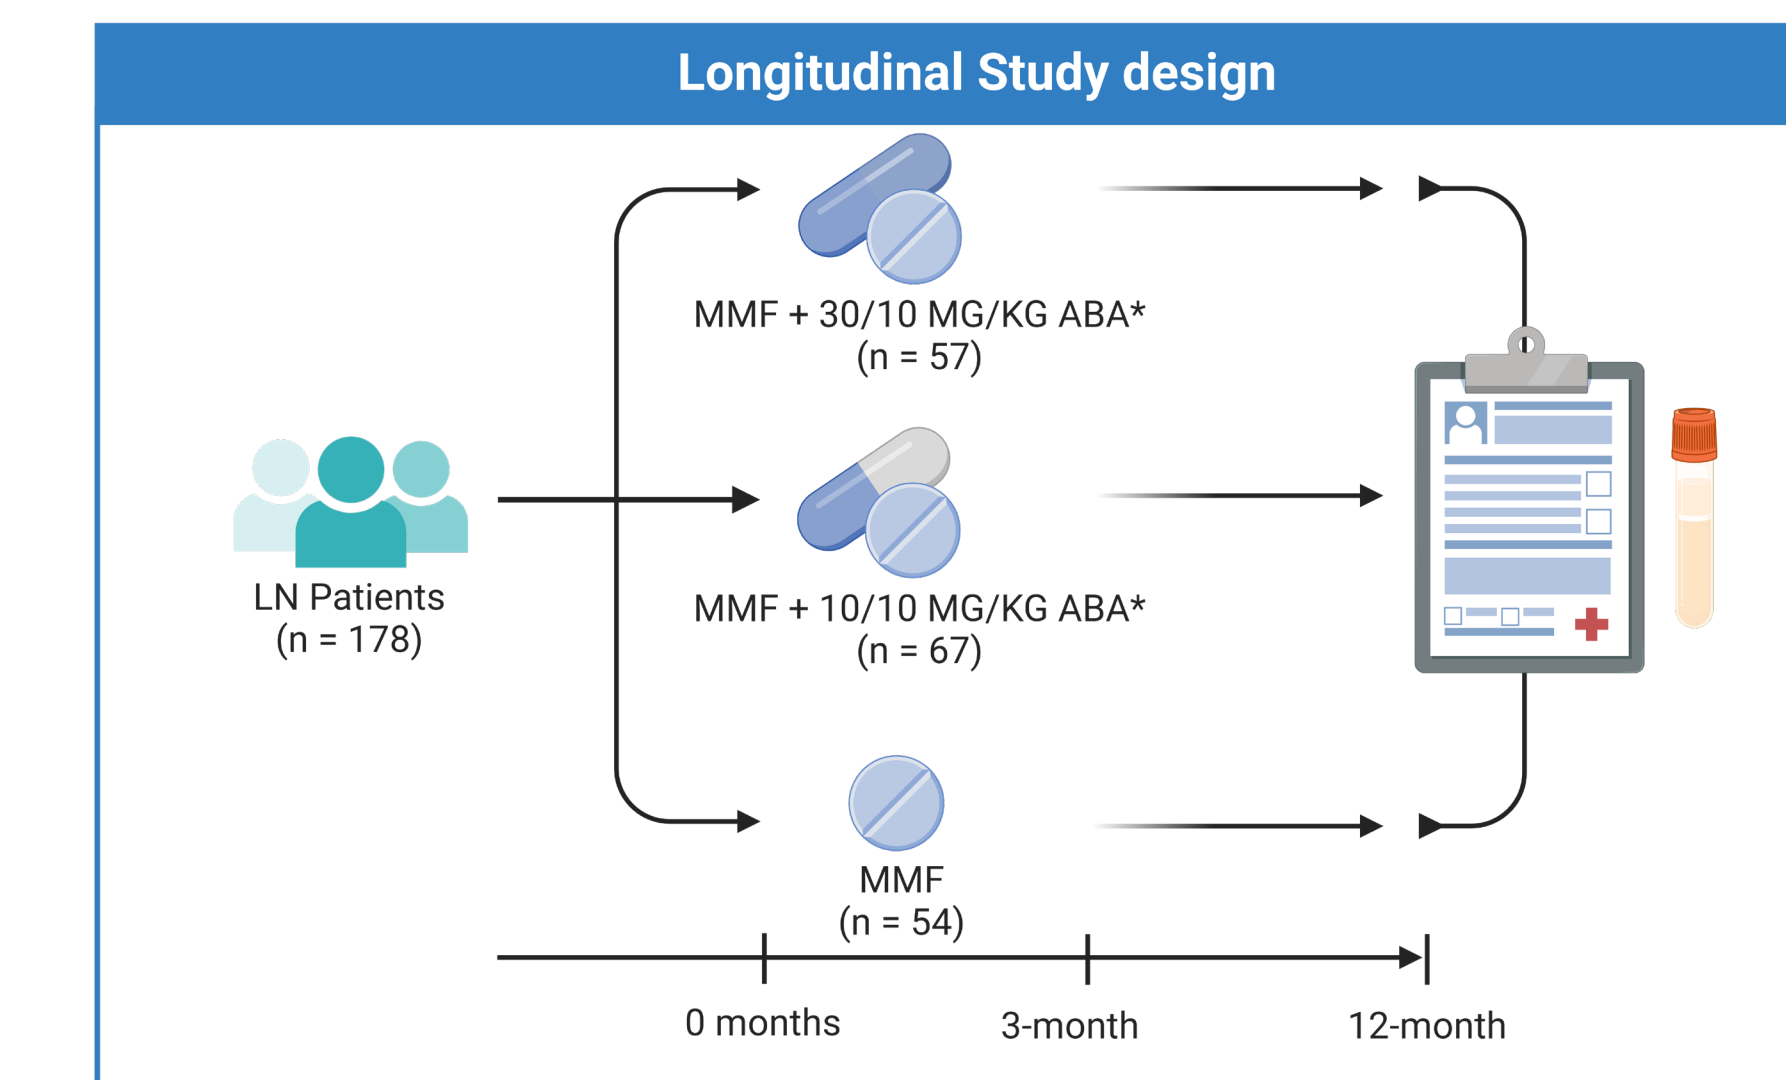 Longitudinal Study design
MMF + 30/10 MG/KG ABA*
(n = 57)
LN Patients
(n = 178)
MMF + 10/10 MG/KG ABA*
(n = 67)
MMF
(n = 54)
0 months
3-month
12-month